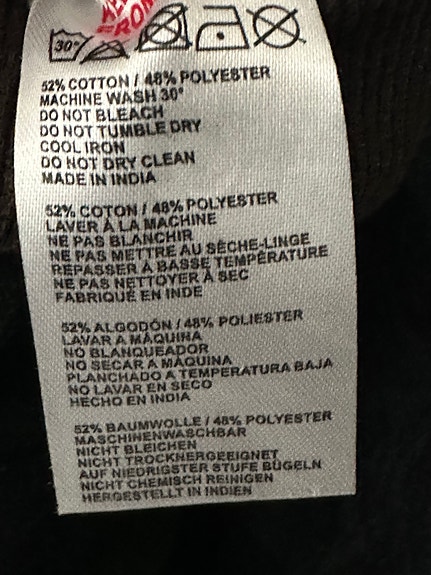 30°
52% COTTON / 48% POLYESTER
MACHINE WASH 30°
DO NOT BLEACH
DO NOT TUMBLE DRY
COOL IRON
DO NOT DRY CLEAN
MADE IN INDIA
52% COTON / 48% POLYESTER
LAVER À LA MACHINE
NE PAS BLANCHIR
NE PAS METTRE AU SÈCHE-LINGE
REPASSER À BASSE TEMPÉRATURE
NE PAS NETTOYER À SEC
FABRIQUÉ EN INDE
52% ALGODÓN / 48% POLIESTER
LAVAR A MÁQUINA
NO BLANQUEADOR
NO SECAR A MÁQUINA
PLANCHADO A TEMPERATURA BAJA
NO LAVAR EN SECO
HECHO EN INDIA
52% BAUMWOLLE / 48% POLYESTER
MASCHINENWASCHBAR
NICHT BLEICHEN
NICHT TROCKNERGEEIGNET
AUF NIEDRIGSTER STUFE BÜGELN
NICHT CHEMISCH REINIGEN
HERGESTELLT IN INDIEN